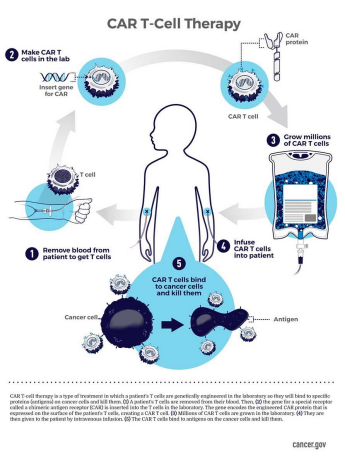 CAR T-Cell Therapy
CAR
protein
2 Make CAR T
cells in the lab
Insert gene
for CAR
CAR T cell
3 Grow millions
of CAR T cells
T cell
1 Remove blood from
patient to get T cells
4 Infuse
CAR T cells
into patient
5
CAR T cells bind
to cancer cells
and kill them
Cancer cell
Antigen
CAR T-cell therapy is a type of treatment in which a patient's T cells are genetically engineered in the laboratory so they will bind to specific
proteins (antigens) on cancer cells and kill them. (1) A patient's T cells are removed from their blood. Then, (2) the gene for a special receptor
called a chimeric antigen receptor (CAR) is inserted into the T cells in the laboratory. The gene encodes the engineered CAR protein that is
expressed on the surface of the patient's T cells, creating a CAR T cell. (3) Millions of CAR T cells are grown in the laboratory. (4) They are
then given to the patient by intravenous infusion. (5) The CAR T cells bind to antigens on the cancer cells and kill them.
cancer.gov